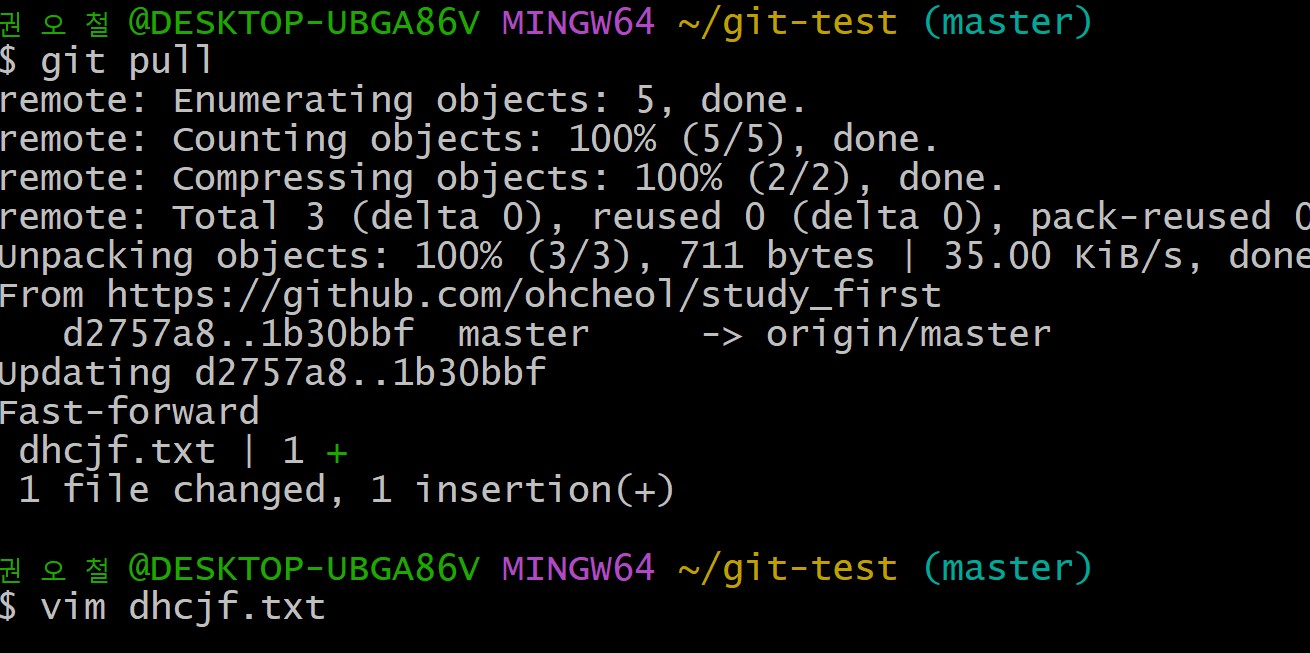 권 오 철 @DESKTOP-UBGA86V MINGW64 ~/git-test (master)
$ git pull
remote: Enumerating objects: 5, done.
remote: Counting objects: 100% (5/5), done.
remote: Compressing objects: 100% (2/2), done.
remote: Total 3 (delta 0), reused 0 (delta 0), pack-reused 0
Unpacking objects: 100% (3/3), 711 bytes | 35.00 KiB/s, done
From https://github.com/ohcheol/study_first
   d2757a8..1b30bbf  master     -> origin/master
Updating d2757a8..1b30bbf
Fast-forward
 dhcjf.txt | 1 +
 1 file changed, 1 insertion(+)
권 오 철 @DESKTOP-UBGA86V MINGW64 ~/git-test (master)
$ vim dhcjf.txt